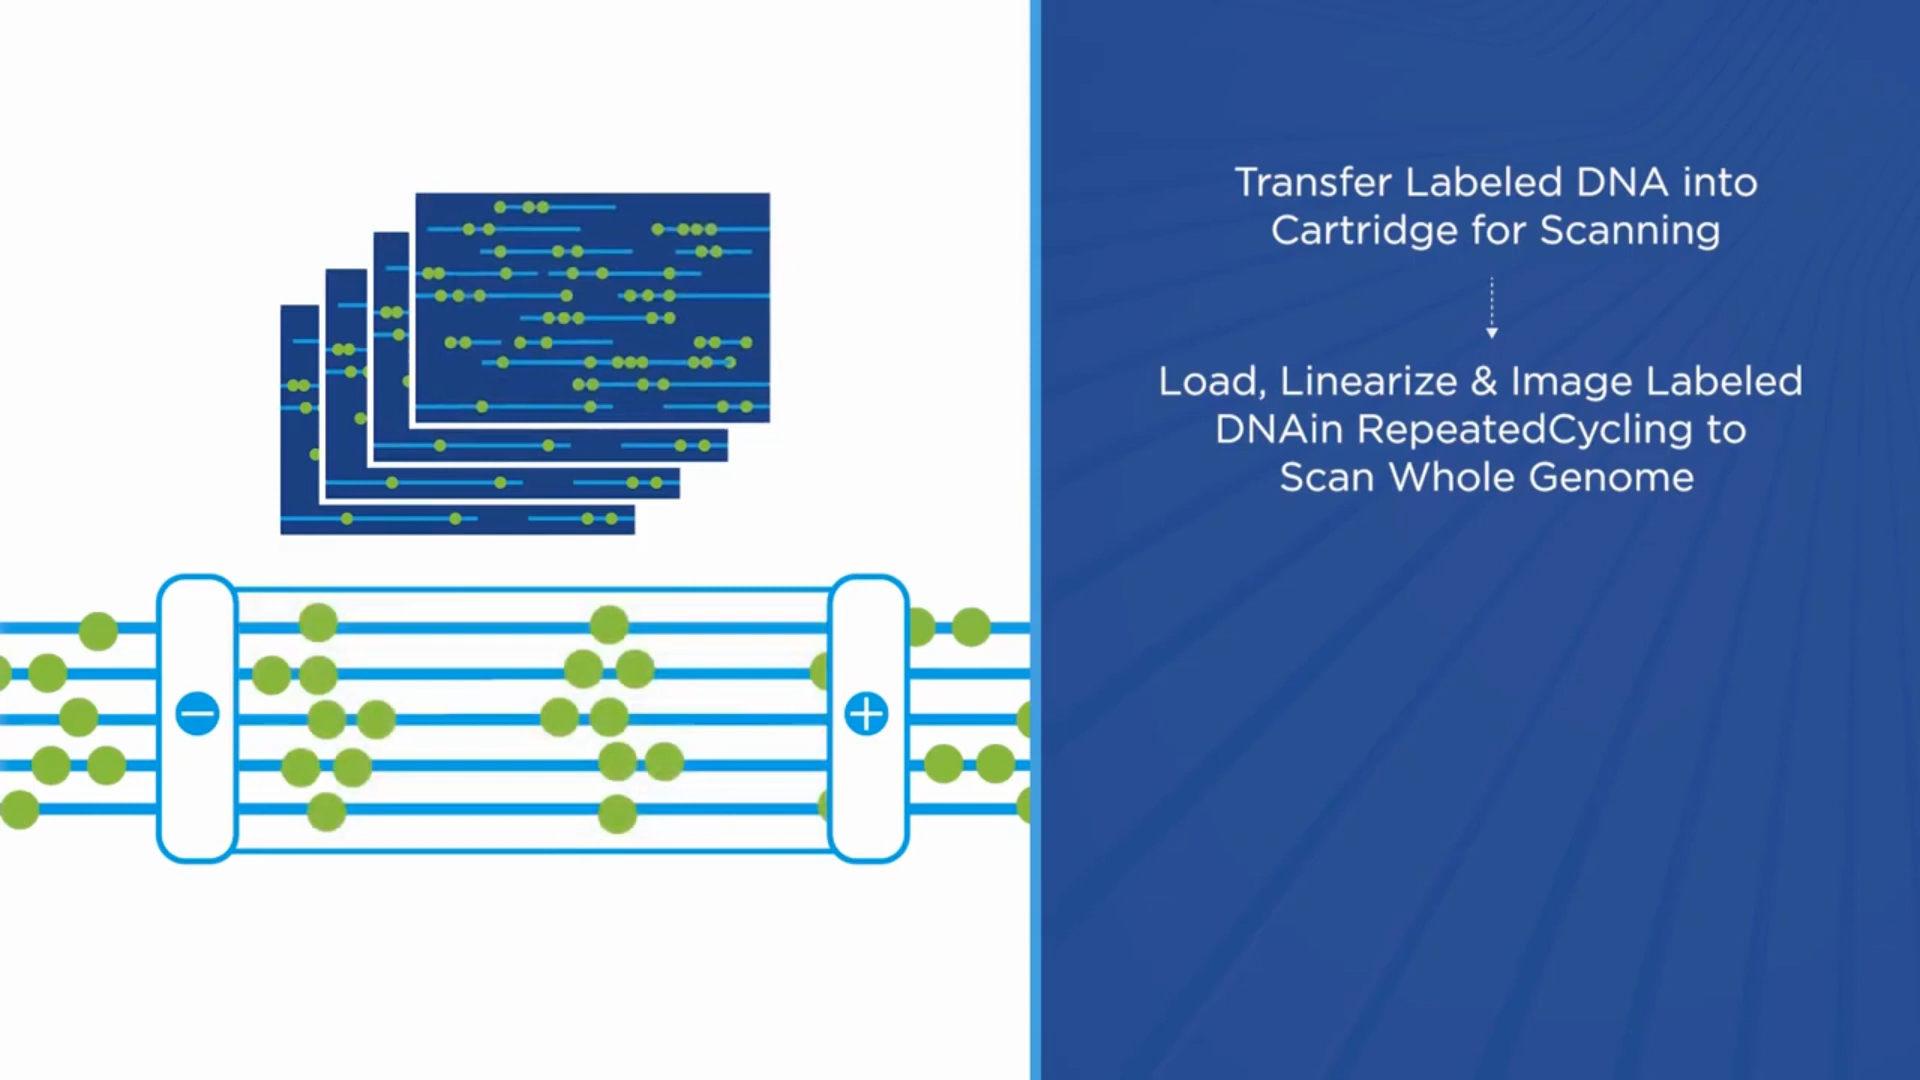 Transfer Labeled DNA into
Cartridge for Scanning
Load, Linearize & Image Labeled
DNAin RepeatedCycling to
Scan Whole Genome